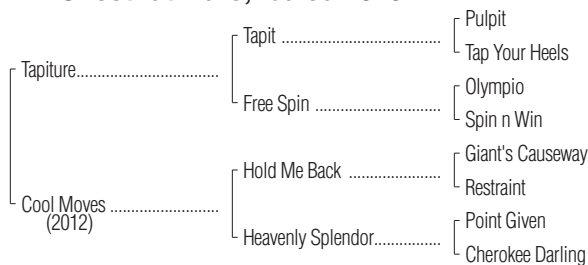 Pulpit
Tapit
Tap Your Heels
Tapiture
Olympio
Free Spin
Spin n Win
Giant's Causeway
Hold Me Back
Restraint
Cool Moves
(2012)
Point Given
Heavenly Splendor
Cherokee Darling